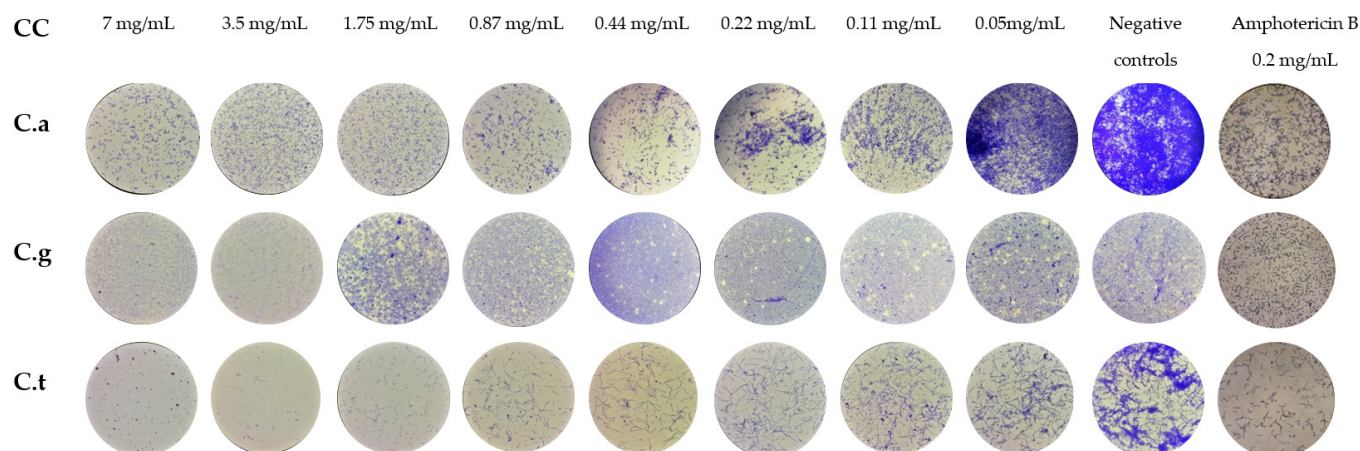 CC 7 mg/mL 3.5 mg/mL 1.75 mg/mL 0.87 mg/mL 0.44 mg/mL 0.22 mg/mL 0.11 mg/mL 0.05mg/mL Negative controls Amphotericin B 0.2 mg/mL
C.a
C.g
C.t